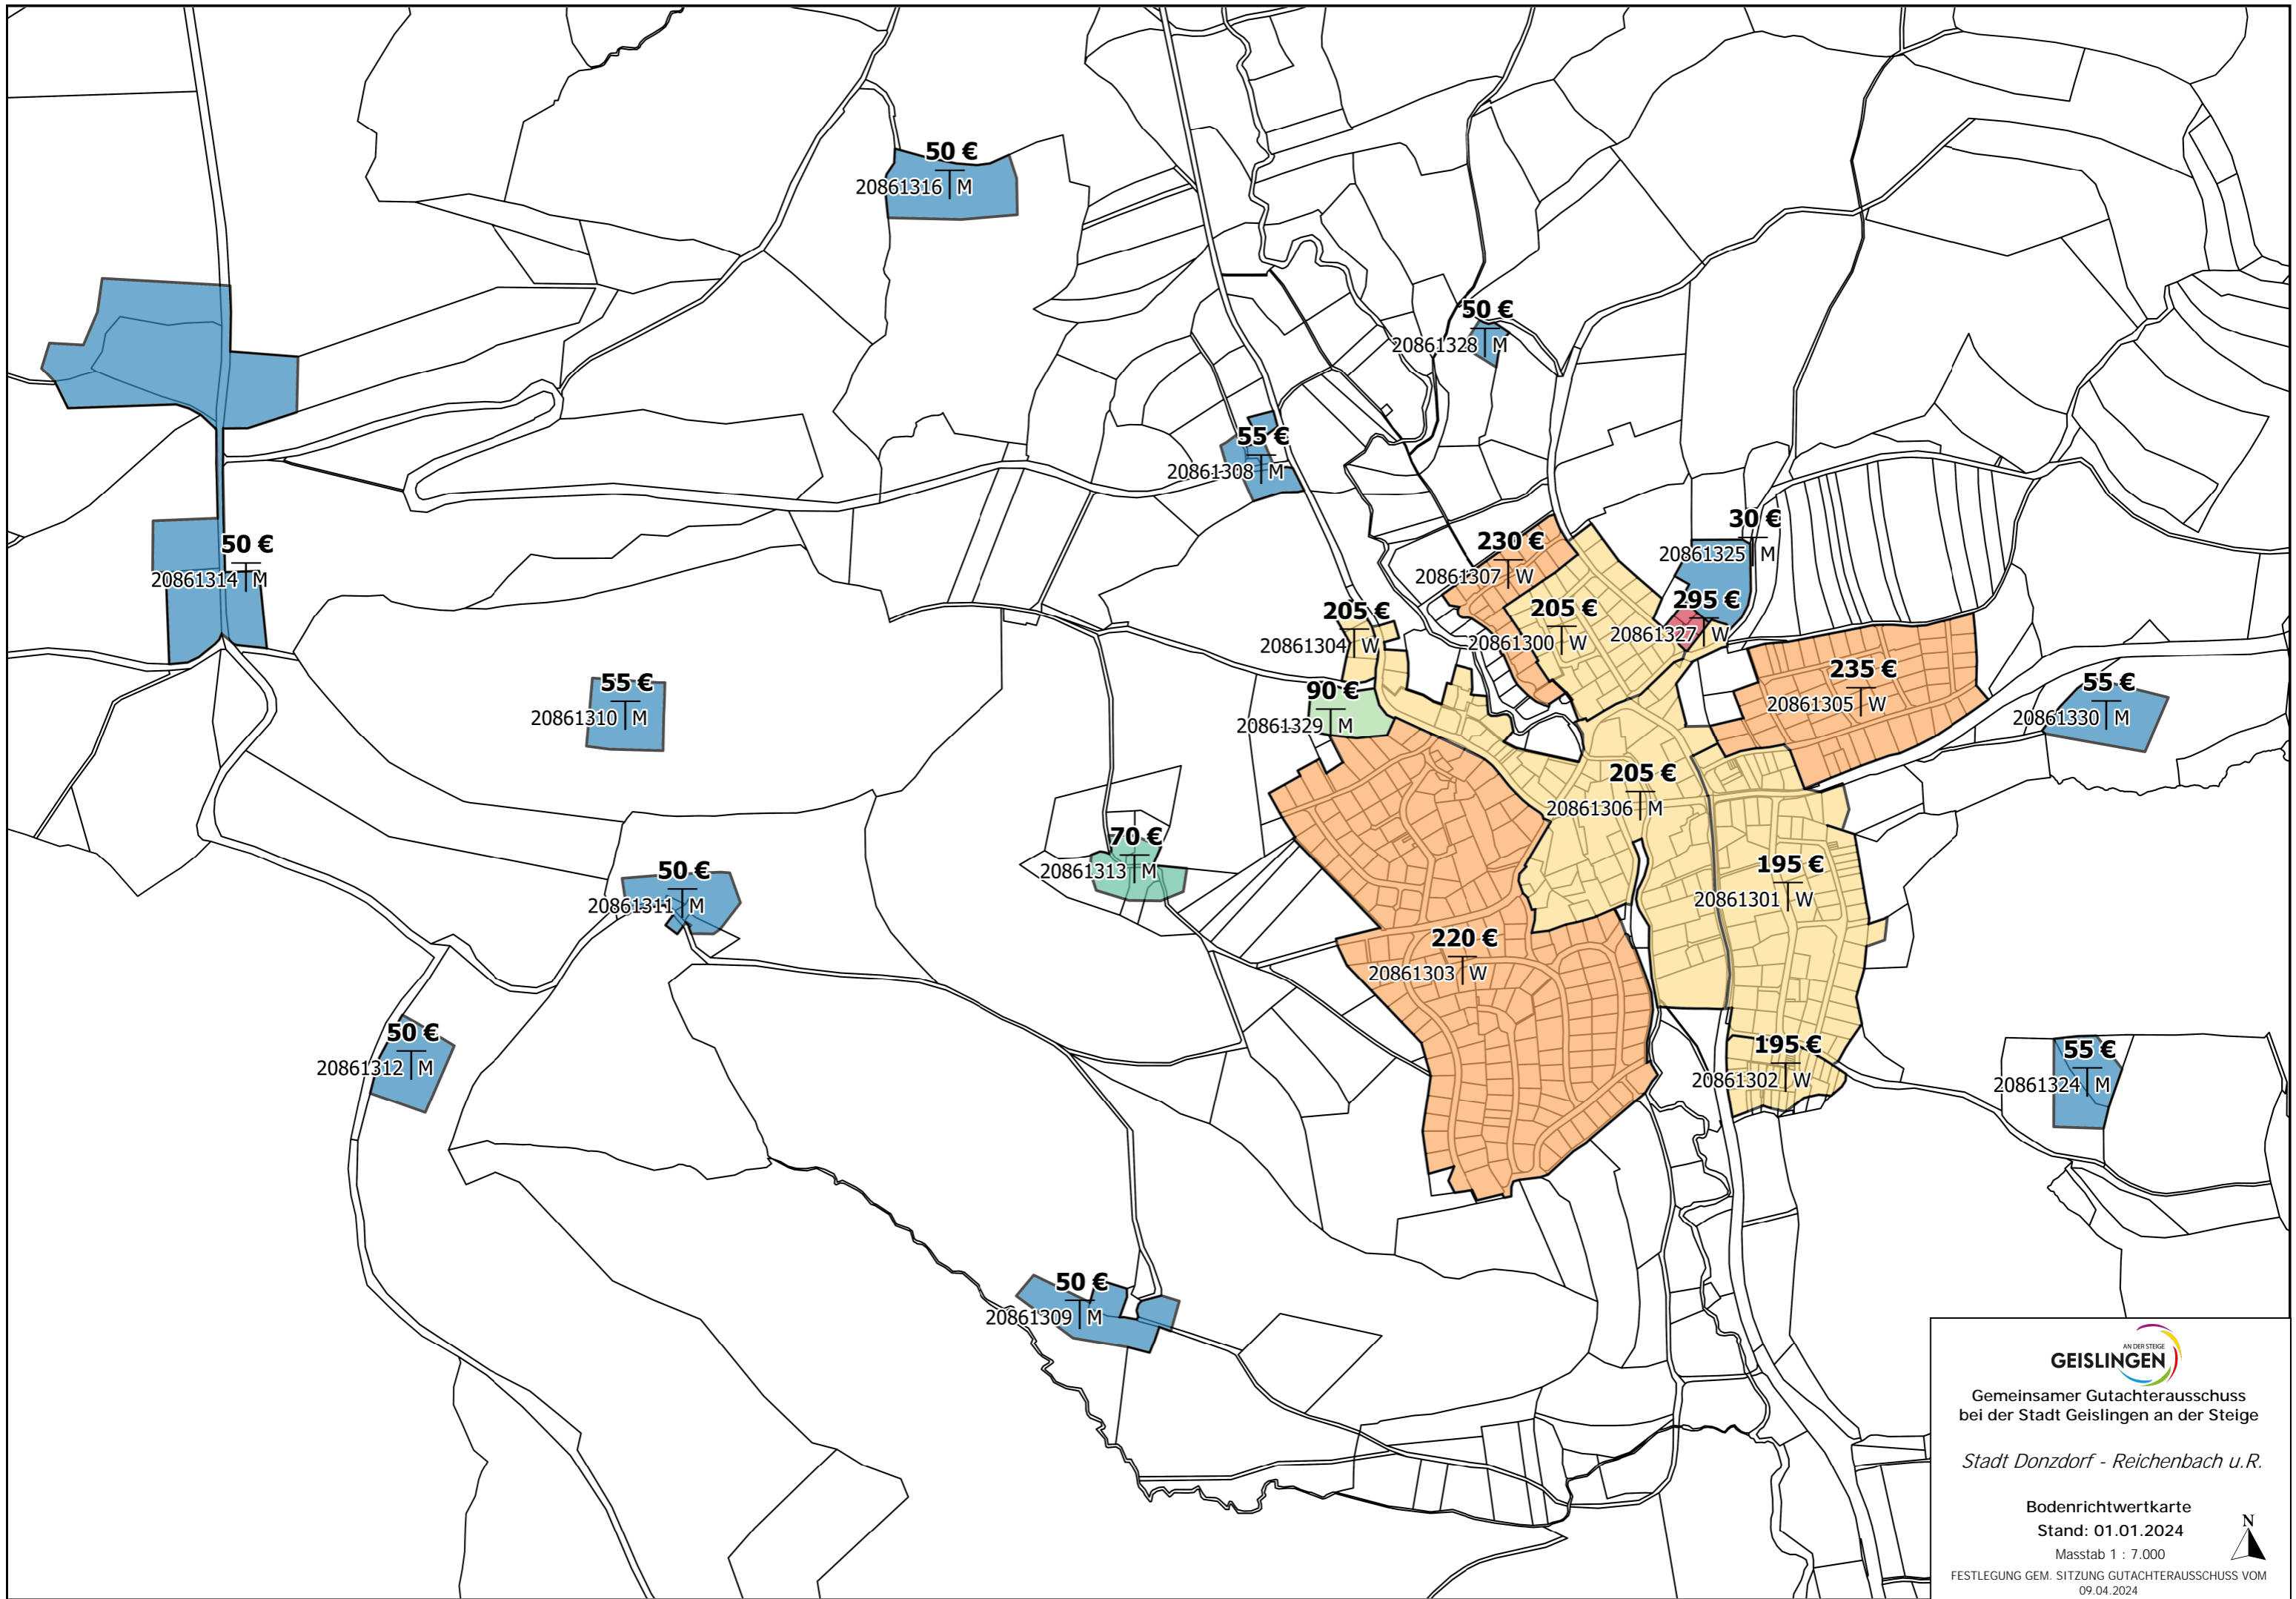 50 €
20861316 M
50 €
20861328 M
55 €
20861308 M
30 €
20861325 M
50 €
20861314 M
230 €
20861307 W
205 €
20861304 W
205 €
20861300 W
295 €
20861327 W
235 €
20861305 W
55 €
20861310 M
90 €
20861329 M
55 €
20861330 M
205 €
20861306 M
70 €
20861313 M
195 €
20861301 W
50 €
20861311 M
220 €
20861303 W
50 €
20861312 M
195 €
20861302 W
55 €
20861324 M
50 €
20861309 M
AN DER STEIGE
GEISLINGEN
Gemeinsamer Gutachterausschuss
bei der Stadt Geislingen an der Steige
Stadt Donzdorf - Reichenbach u.R.
Bodenrichtwertkarte
Stand: 01.01.2024
Masstab 1 : 7.000
N
FESTLEGUNG GEM. SITZUNG GUTACHTERAUSSCHUSS VOM
09.04.2024